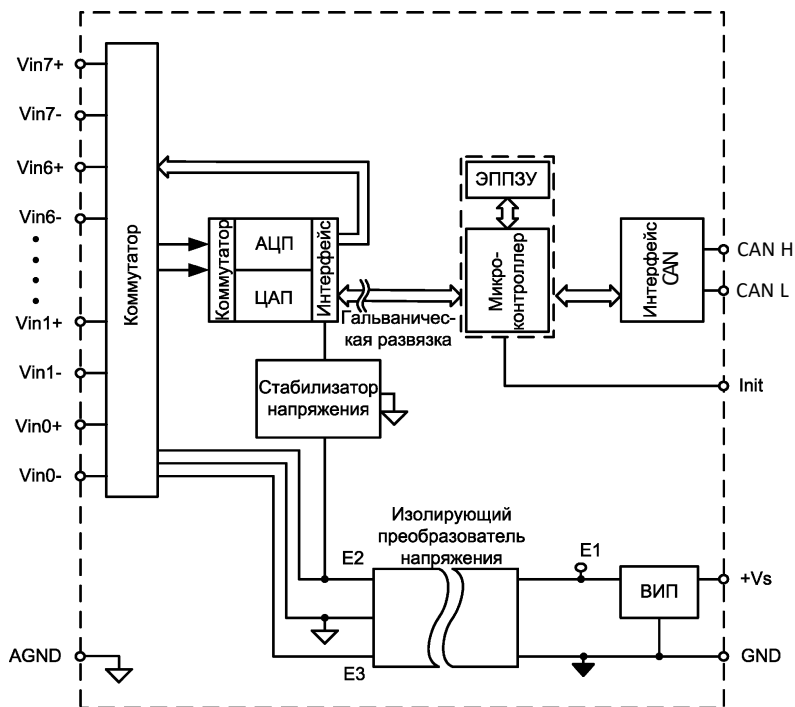 Vin7+
Vin7-
Vin6+
Vin6-
Vin1+
Vin1-
Vin0+
Vin0-
AGND
Коммутатор
Коммутатор
АЦП
ЦАП
Интерфейс
Гальваничес-
кая развязка
ЭППЗУ
Микро-
контроллер
Интерфейс
CAN
CAN H
CAN L
Init
Стабилизатор
напряжения
Изолирующий
преобразователь
напряжения
E2
E3
E1
ВИП
+Vs
GND